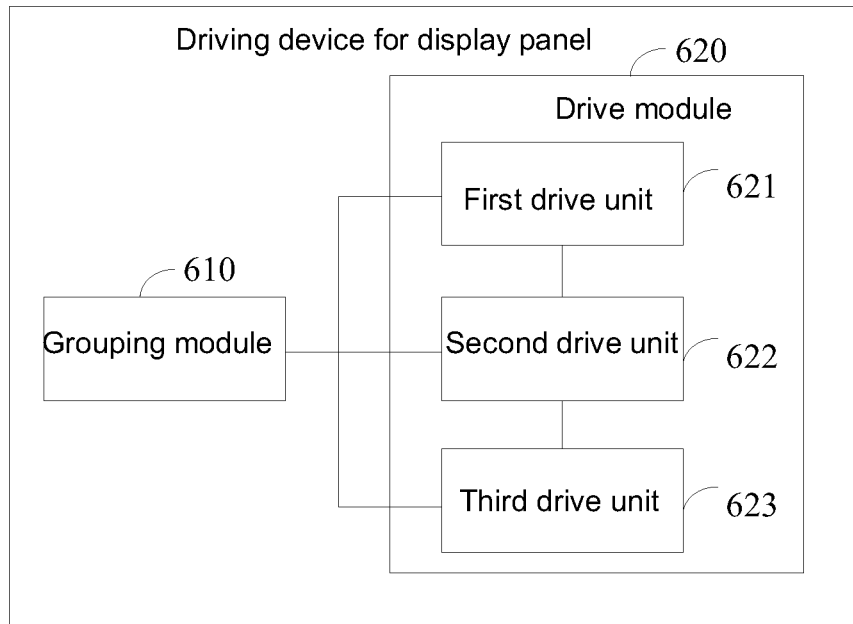 Driving device for display panel
620
Drive module
First drive unit
621
610
Grouping module
Second drive unit
622
Third drive unit
623